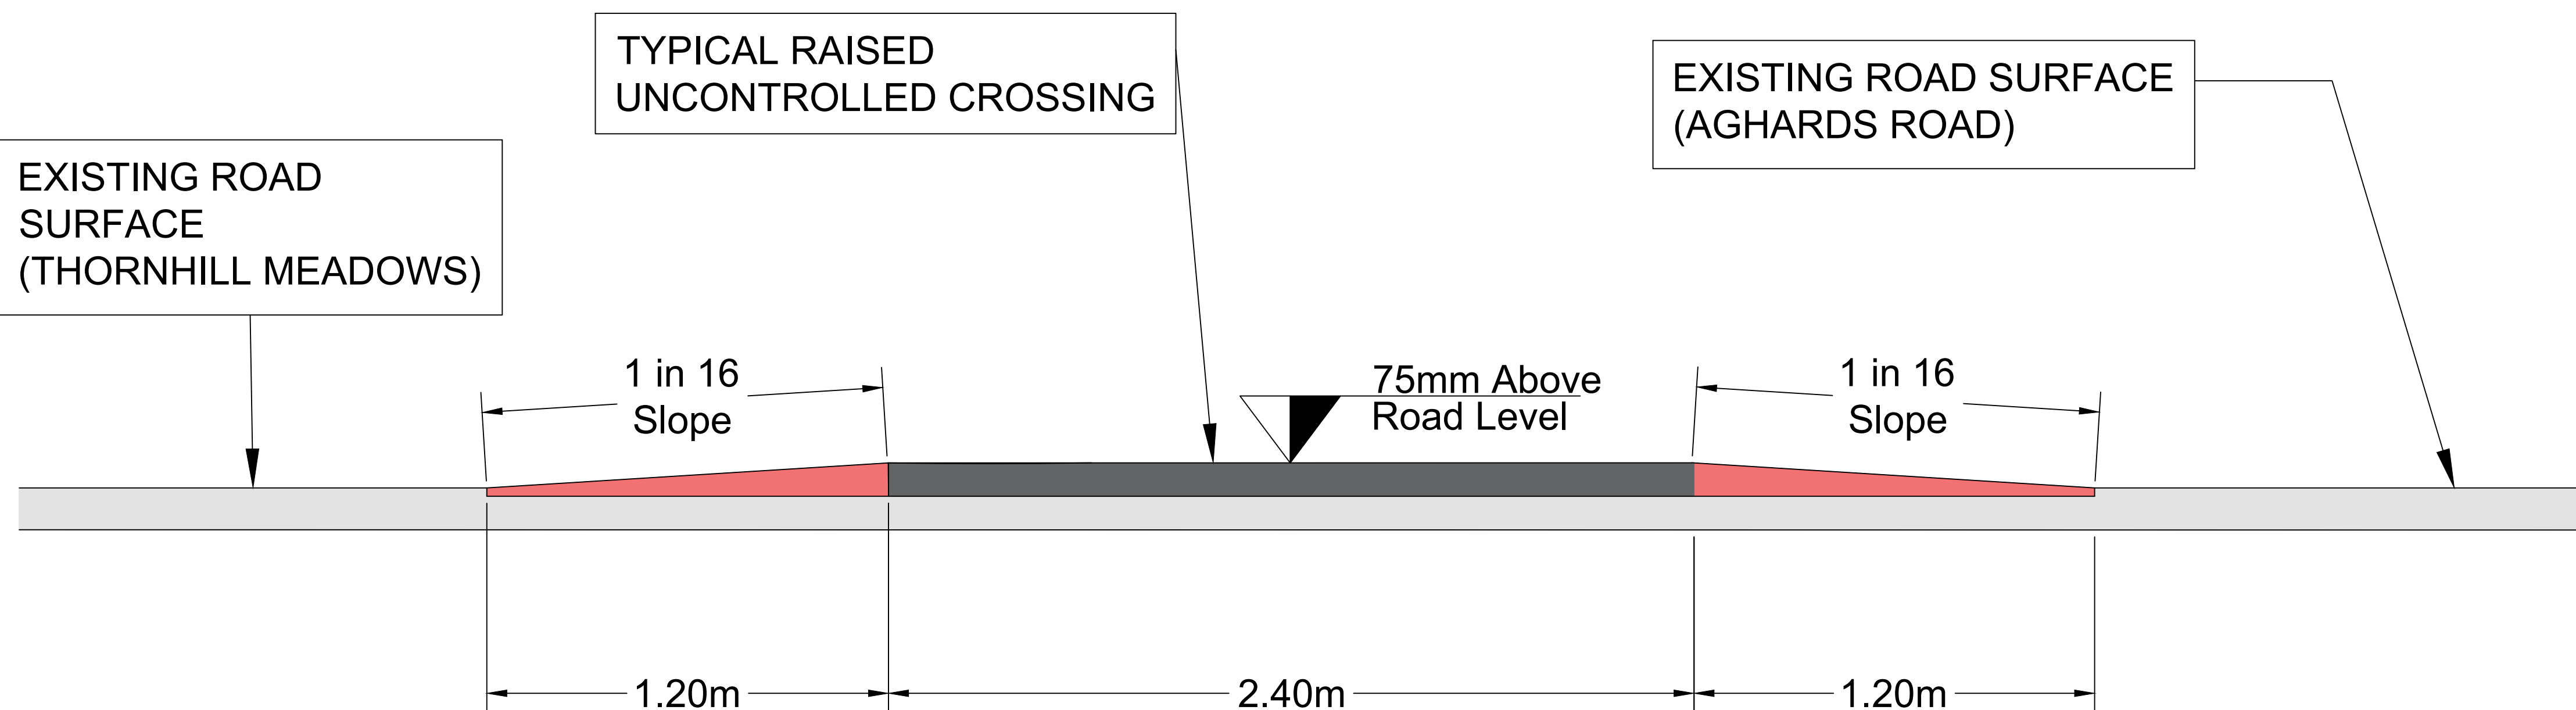 TYPICAL RAISED
UNCONTROLLED CROSSING
EXISTING ROAD SURFACE
(AGHARDS ROAD)
EXISTING ROAD
SURFACE
(THORNHILL MEADOWS)
1 in 16
Slope
75mm Above
Road Level
1 in 16
Slope
1.20m
2.40m
1.20m